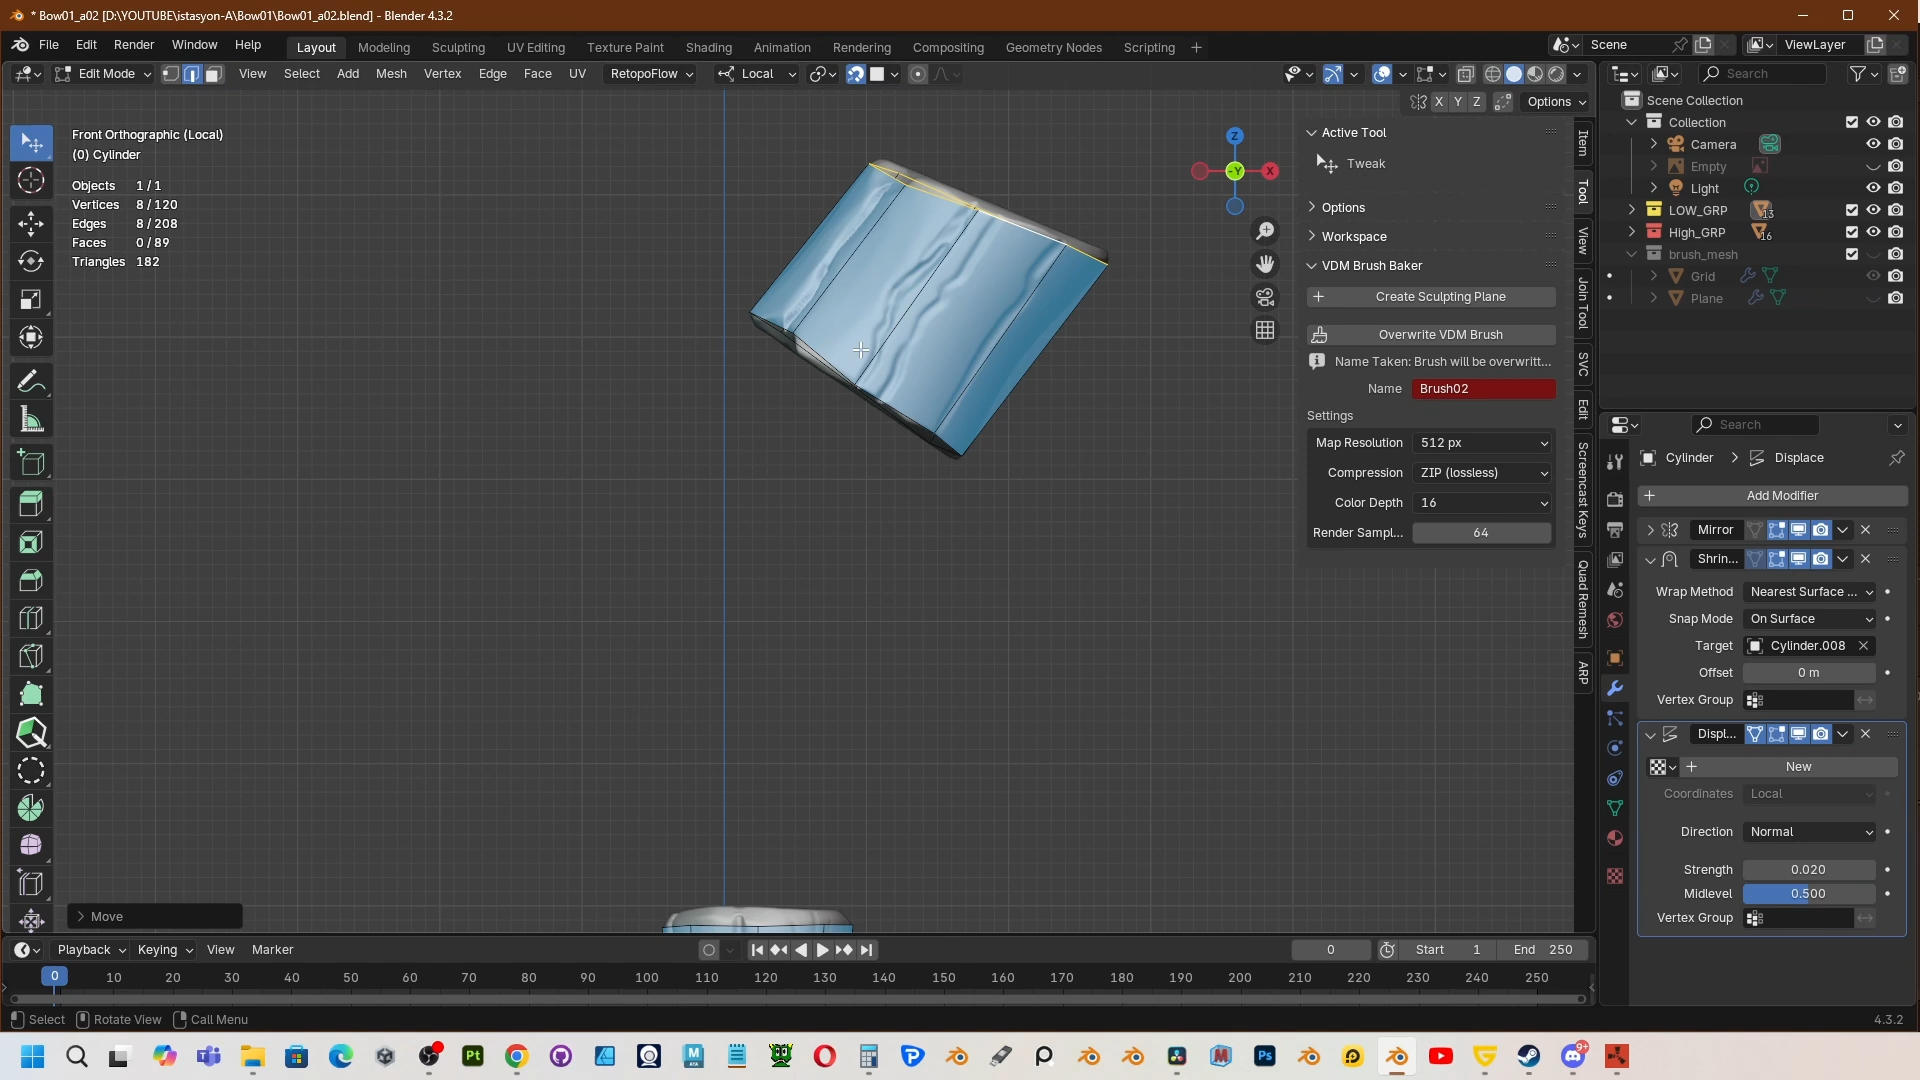 * Bow01_a02 [D:\YOUTUBE\istasyon-A\Bow01\Bow01_a02.blend] - Blender 4.3.2
File Edit Render Window Help
Layout Modeling Sculpting UV Editing Texture Paint Shading Animation Rendering Compositing Geometry Nodes Scripting +
Scene
ViewLayer
Edit Mode View Select Add Mesh Vertex Edge Face UV RetopoFlow Local
X Y Z Options
Front Orthographic (Local)
(0) Cylinder
Objects 1 / 1
Vertices 8 / 120
Edges 8 / 208
Faces 0 / 89
Triangles 182
Z
-Y
X
Active Tool
Tweak
Options
Workspace
VDM Brush Baker
Create Sculpting Plane
Overwrite VDM Brush
Name Taken: Brush will be overwritt...
Name Brush02
Settings
Map Resolution 512 px
Compression ZIP (lossless)
Color Depth 16
Render Sampl... 64
Item
Tool
View
Join Tool
SVC
Edit
Screencast Keys
Quad Remesh
ARP
Search
Scene Collection
Collection
Camera
Empty
Light
LOW_GRP 13
High_GRP 16
brush_mesh
Grid
Plane
Search
Cylinder > Displace
Add Modifier
Mirror
Shrin...
Wrap Method Nearest Surface ...
Snap Mode On Surface
Target Cylinder.008
Offset 0 m
Vertex Group
Displ...
New
Coordinates Local
Direction Normal
Strength 0.020
Midlevel 0.500
Vertex Group
Move
Playback Keying View Marker
0 Start 1 End 250
0 10 20 30 40 50 60 70 80 90 100 110 120 130 140 150 160 170 180 190 200 210 220 230 240 250
Select Rotate View Call Menu
4.3.2
Pt
Ps
9+